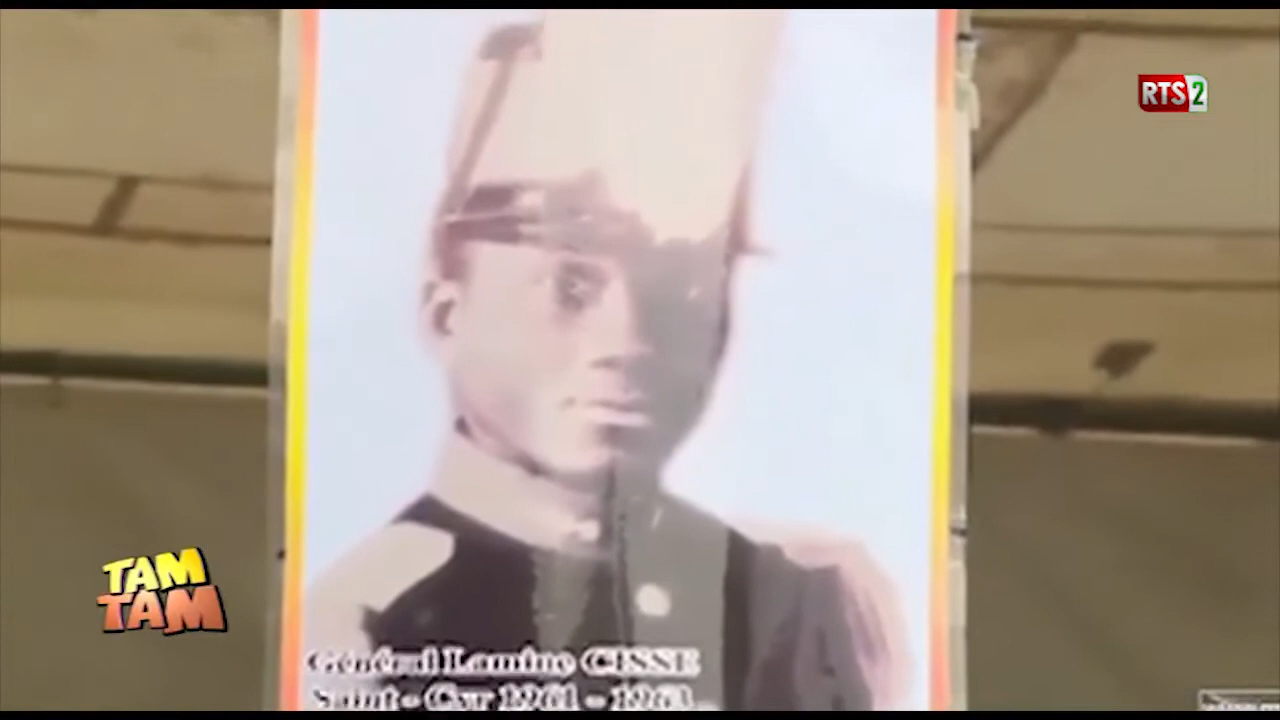 RTS2
TAM
TAM
Général Lamine CISSE
Saint - Cyr 1961 - 1963